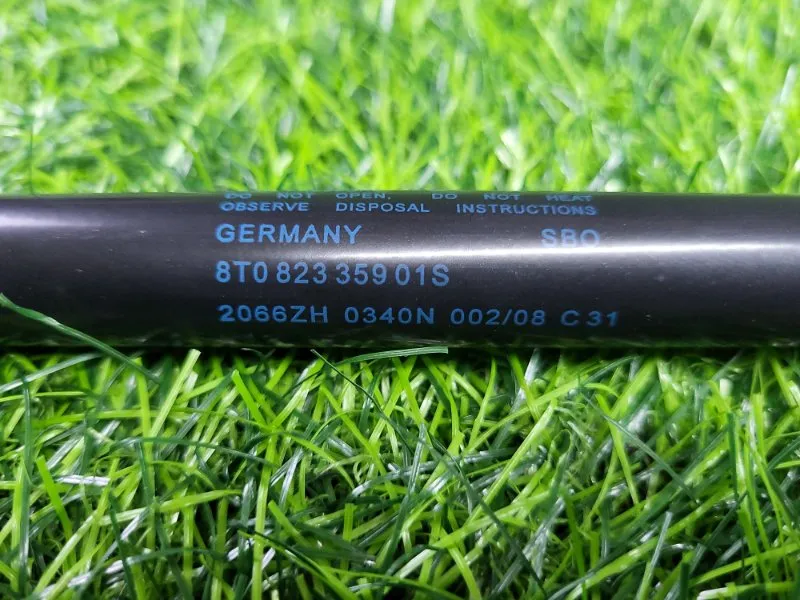 DO NOT OPEN. DO NOT HEAT
OBSERVE DISPOSAL INSTRUCTIONS
GERMANY SBO
8T0 823 359 01S
2066ZH 0340N 002/08 C31